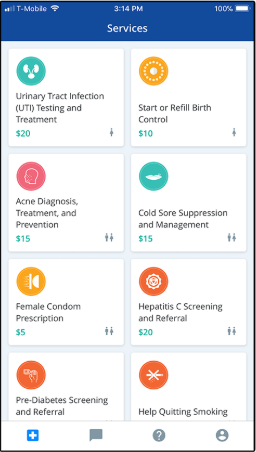 T-Mobile 3:14 PM 100%
Services
Urinary Tract Infection
(UTI) Testing and
Treatment
$20
Start or Refill Birth
Control
$10
Acne Diagnosis,
Treatment, and
Prevention
$15
Cold Sore Suppression
and Management
$15
Female Condom
Prescription
$5
Hepatitis C Screening
and Referral
$20
Pre-Diabetes Screening
and Referral
Help Quitting Smoking